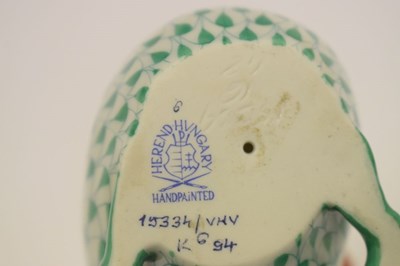 6
HEREND·HUNGARY
HANDPAINTED
15334/VHV
K 6 94